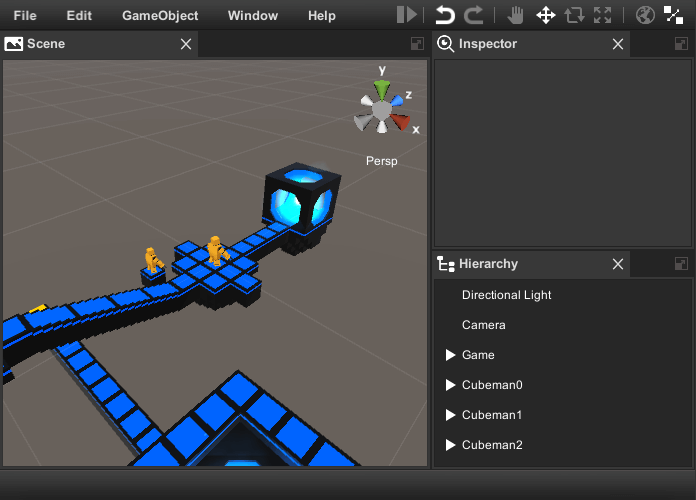 File Edit GameObject Window Help
Scene
Inspector
y
z
x
Persp
Hierarchy
Directional Light
Camera
Game
Cubeman0
Cubeman1
Cubeman2